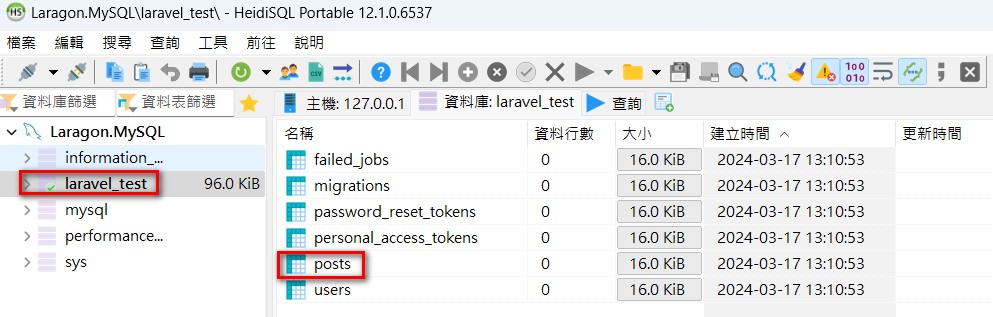 Laragon.MySQL\laravel_test\ - HeidiSQL Portable 12.1.0.6537
檔案 編輯 搜尋 查詢 工具 前往 說明
資料庫篩選 資料表篩選 主機: 127.0.0.1 資料庫: laravel_test 查詢
Laragon.MySQL 名稱 資料行數 大小 建立時間 更新時間
information_... failed_jobs 0 16.0 KiB 2024-03-17 13:10:53
laravel_test 96.0 KiB migrations 0 16.0 KiB 2024-03-17 13:10:53
mysql password_reset_tokens 0 16.0 KiB 2024-03-17 13:10:53
performance... personal_access_tokens 0 16.0 KiB 2024-03-17 13:10:53
sys posts 0 16.0 KiB 2024-03-17 13:10:53
users 0 16.0 KiB 2024-03-17 13:10:53